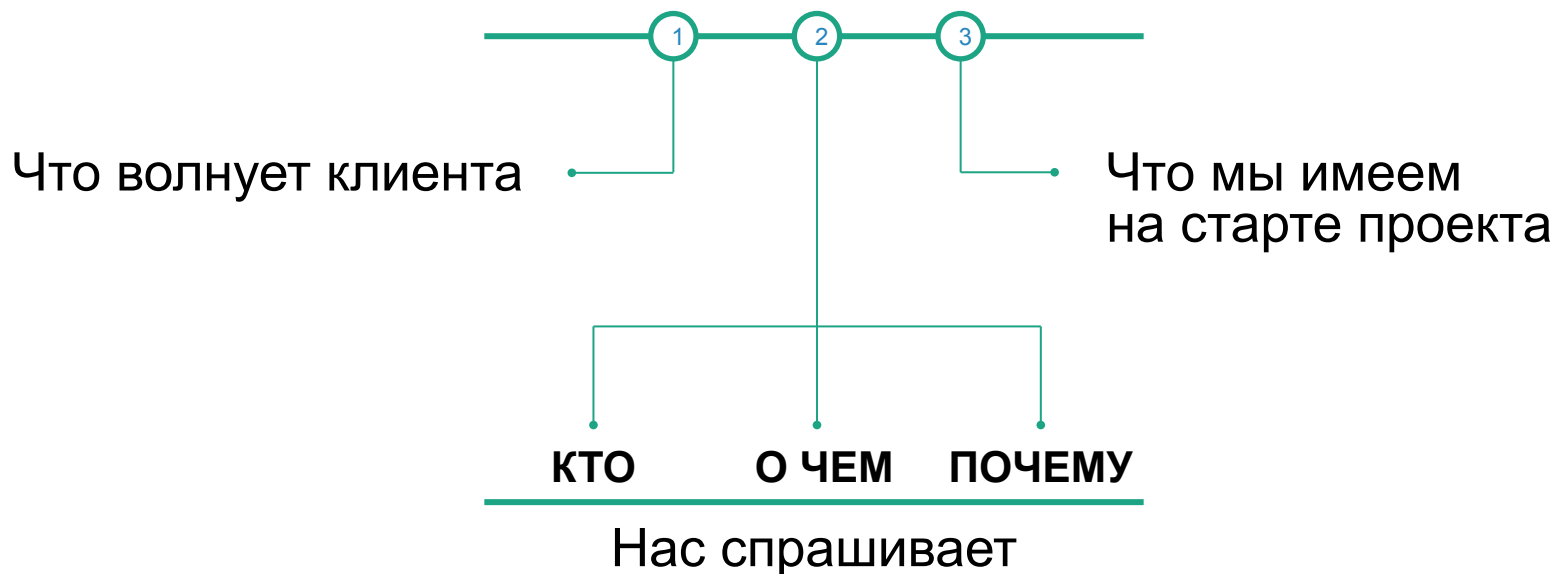 1 2 3
Что волнует клиента
Что мы имеем
на старте проекта
КТО О ЧЕМ ПОЧЕМУ
Нас спрашивает